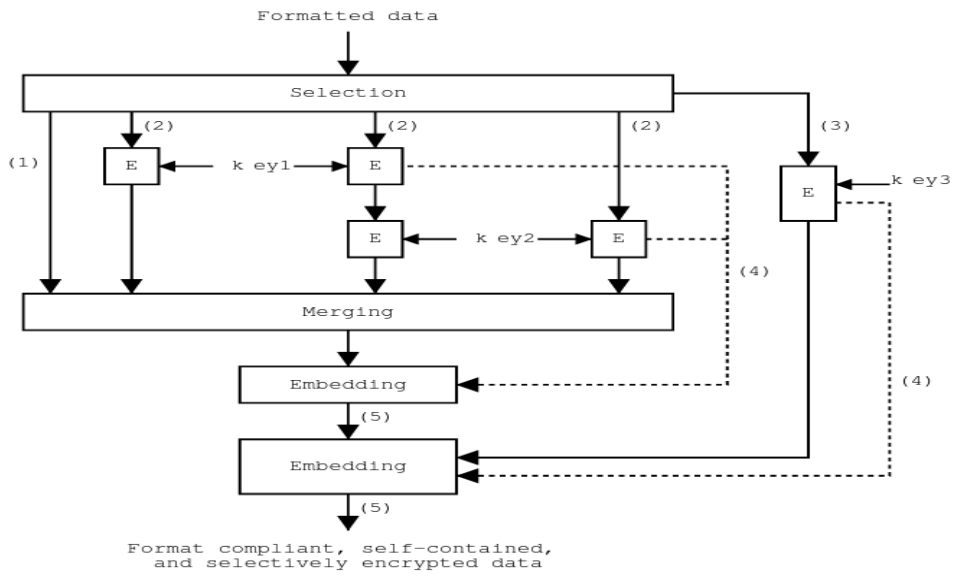 Formatted data
Selection
(2)
(2)
(2)
(3)
(1)
E
k ey1
E
E
k ey3
E
k ey2
E
(4)
Merging
Embedding
(4)
(5)
Embedding
(5)
Format compliant, self-contained,
and selectively encrypted data